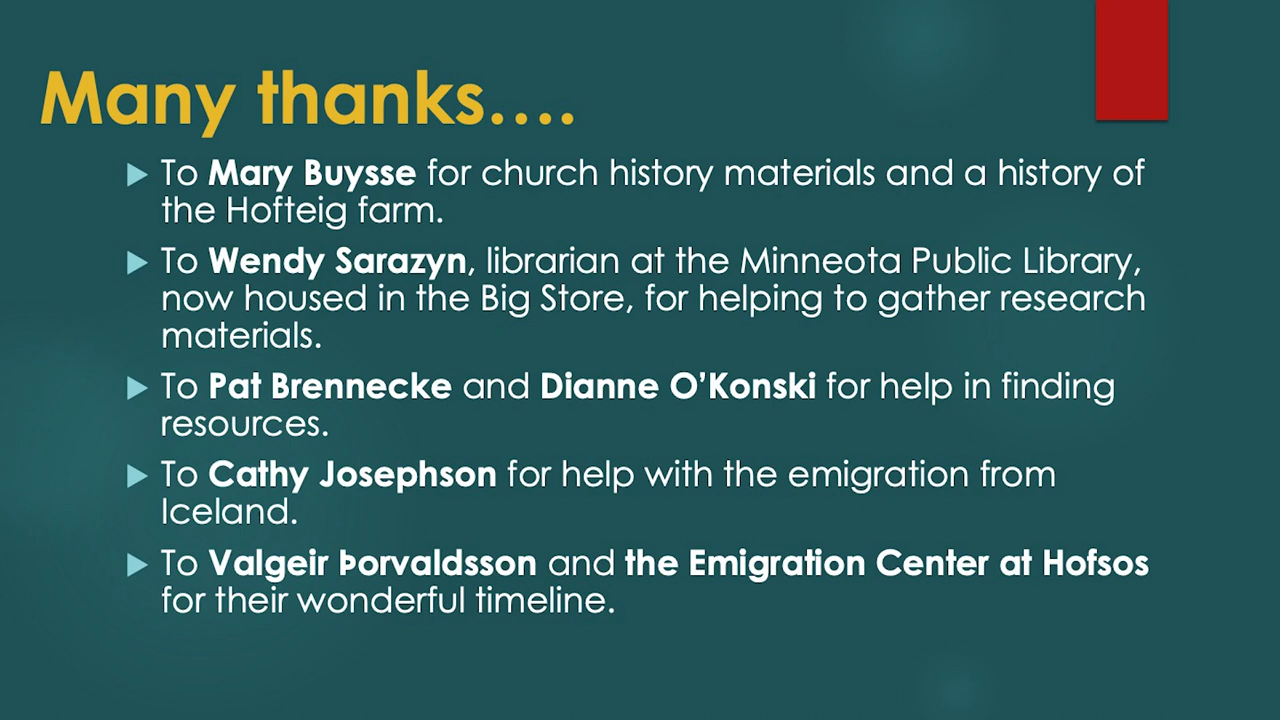 Many thanks....
To Mary Buysse for church history materials and a history of
the Hofteig farm.
To Wendy Sarazyn, librarian at the Minneota Public Library,
now housed in the Big Store, for helping to gather research
materials.
To Pat Brennecke and Dianne O’Konski for help in finding
resources.
To Cathy Josephson for help with the emigration from
Iceland.
To Valgeir Þorvaldsson and the Emigration Center at Hofsos
for their wonderful timeline.